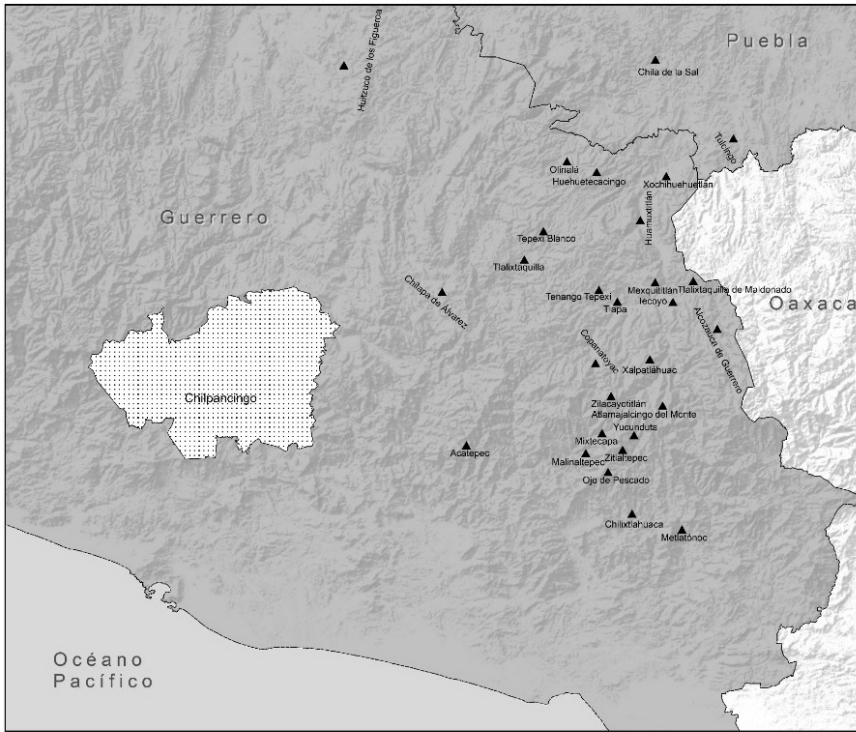 Puebla
Huitzuco de los Figueroa
Chila de la Sal
Tulcingo
Olinalá
Huehuetecacingo
Xochihuehuetlán
Guerrero
Huamuxtitlán
Tepexi Blanco
Tlalixtaquilla
Chilapa de Álvarez
Tenango Tepexi
Mexquititlán
Tlalixtaquilla de Maldonado
Tlapa
Iecoyo
Oaxaca
Alcozauca de Guerrero
Copanatoyac
Xalpatláhuac
Chilpancingo
Zilacayotitlán
Atlamajalcingo del Monte
Yucunduta
Mixtecapa
Acatepec
Malinaltepec
Zitlaltepec
Ojo de Pescado
Chilixtlahuaca
Metlatónoc
Océano
Pacífico